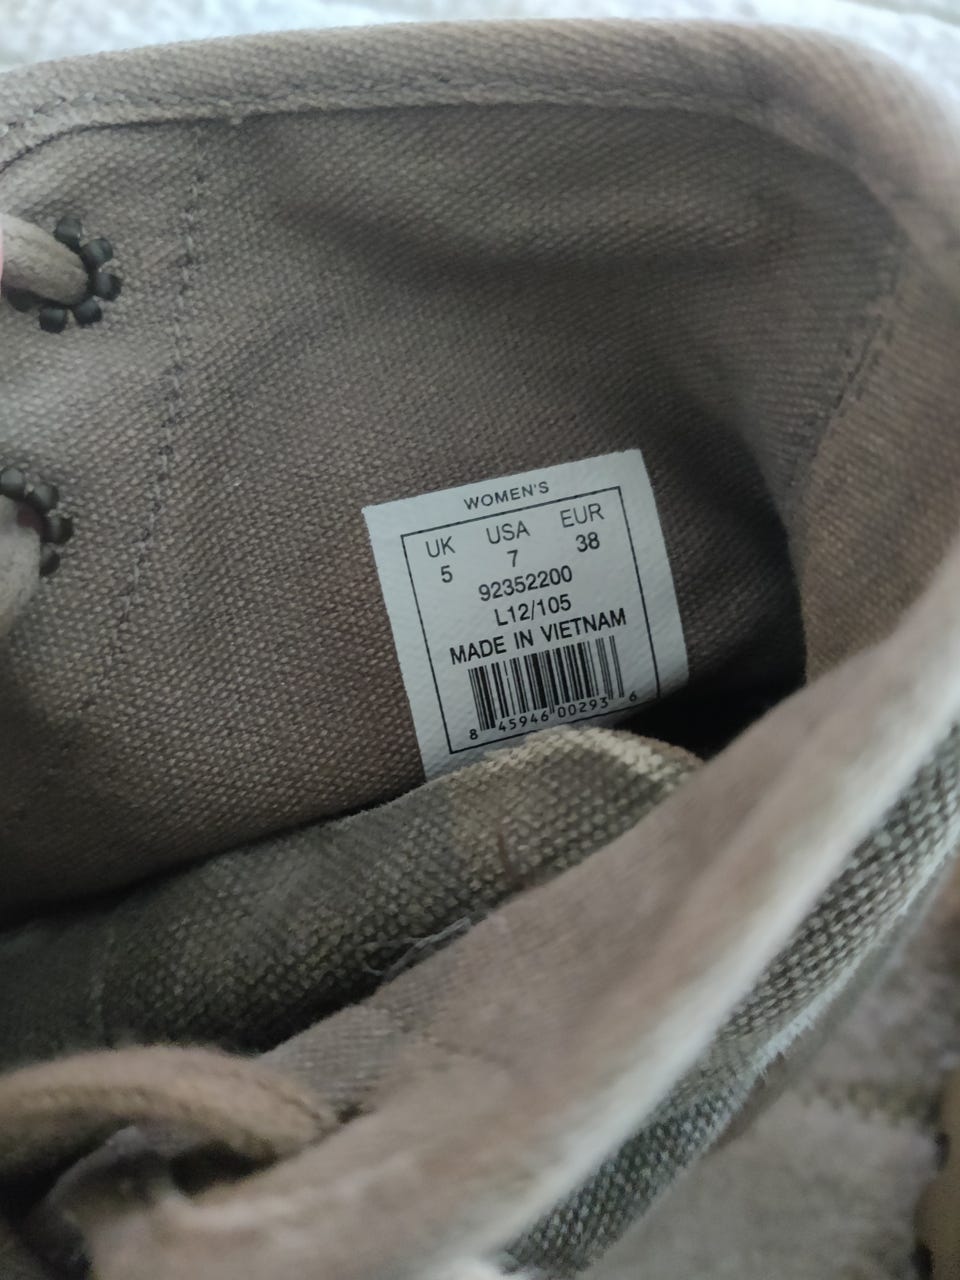 WOMEN'S
UK USA EUR
5 7 38
92352200
L12/105
MADE IN VIETNAM
8 45946 00293 6